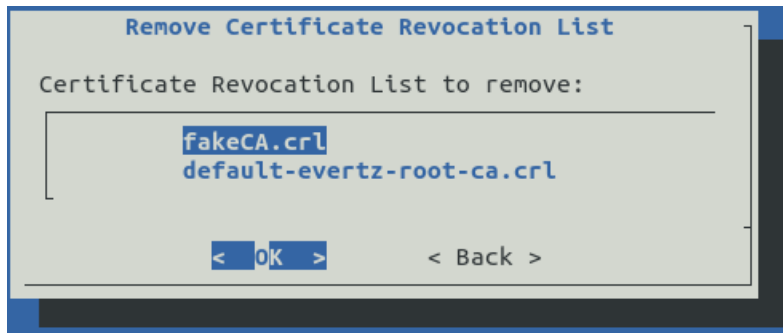 Remove Certificate Revocation List
Certificate Revocation List to remove:
fakeCA.crl
default-evertz-root-ca.crl
< OK > < Back >